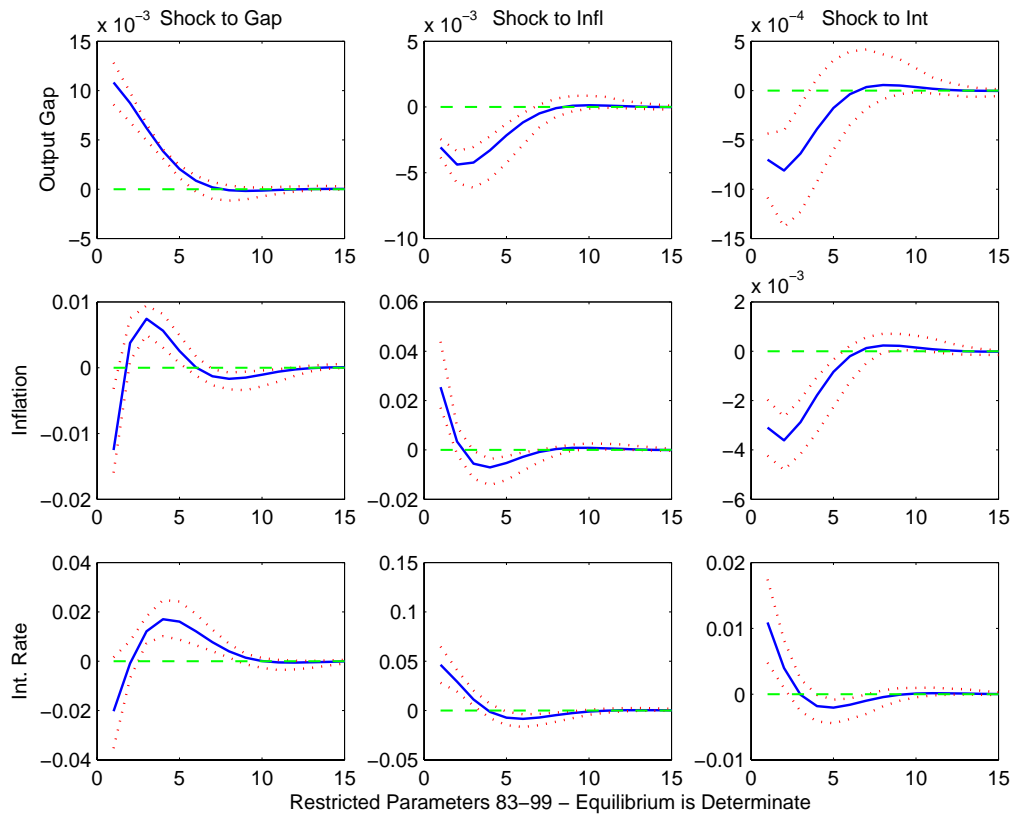 x 10−3 Shock to Gap
x 10−3 Shock to Infl
x 10−4 Shock to Int
Output Gap
15
10
5
0
−5
0 5 10 15
5
0
−5
−10
0 5 10 15
5
0
−5
−10
−15
0 5 10 15
Inflation
0.01
0
−0.01
−0.02
0 5 10 15
0.06
0.04
0.02
0
−0.02
0 5 10 15
x 10−3
2
0
−2
−4
−6
0 5 10 15
Int. Rate
0.04
0.02
0
−0.02
−0.04
0 5 10 15
0.15
0.1
0.05
0
−0.05
0 5 10 15
0.02
0.01
0
−0.01
0 5 10 15
Restricted Parameters 83−99 − Equilibrium is Determinate